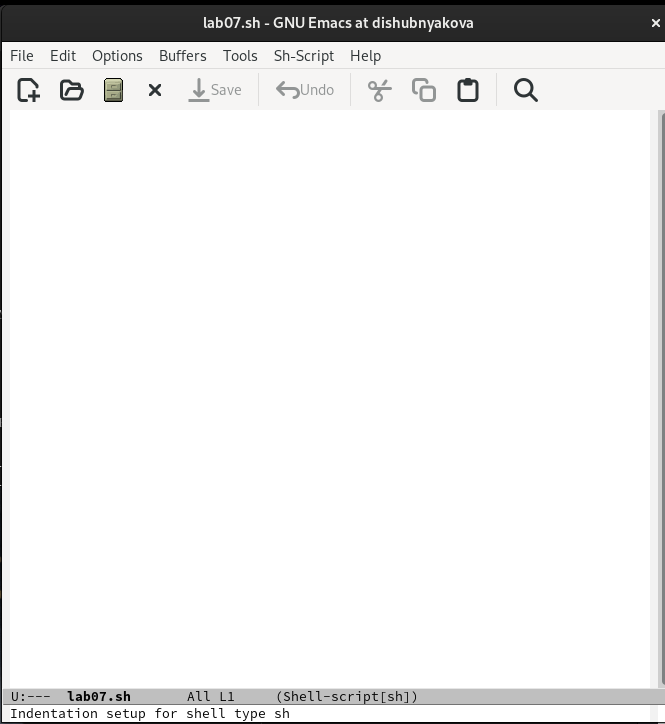 lab07.sh - GNU Emacs at dishubnyakova
File Edit Options Buffers Tools Sh-Script Help
Save Undo
U:--- lab07.sh All L1 (Shell-script[sh])
Indentation setup for shell type sh